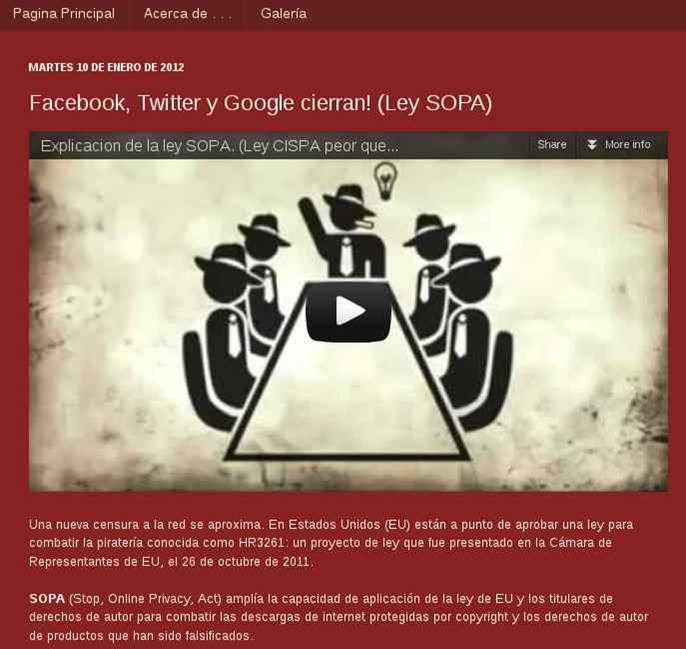 Pagina Principal Acerca de . . . Galería
MARTES 10 DE ENERO DE 2012
Facebook, Twitter y Google cierran! (Ley SOPA)
Explicacion de la ley SOPA. (Ley CISPA peor que... Share More info
Una nueva censura a la red se aproxima. En Estados Unidos (EU) están a punto de aprobar una ley para
combatir la piratería conocida como HR3261: un proyecto de ley que fue presentado en la Cámara de
Representantes de EU, el 26 de octubre de 2011.
SOPA (Stop, Online Privacy, Act) amplía la capacidad de aplicación de la ley de EU y los titulares de
derechos de autor para combatir las descargas de internet protegidas por copyright y los derechos de autor
de productos que han sido falsificados.